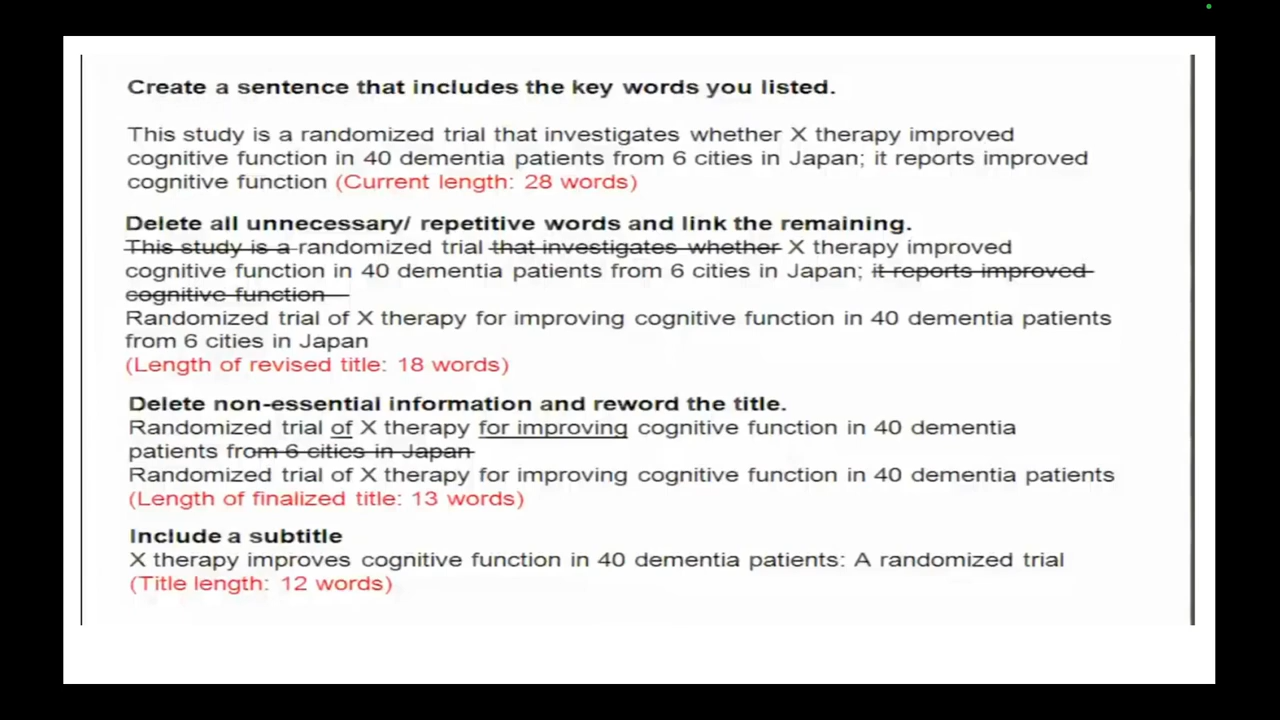 Create a sentence that includes the key words you listed.
This study is a randomized trial that investigates whether X therapy improved
cognitive function in 40 dementia patients from 6 cities in Japan; it reports improved
cognitive function (Current length: 28 words)
Delete all unnecessary/ repetitive words and link the remaining.
This study is a randomized trial that investigates whether X therapy improved
cognitive function in 40 dementia patients from 6 cities in Japan; it reports improved
cognitive function
Randomized trial of X therapy for improving cognitive function in 40 dementia patients
from 6 cities in Japan
(Length of revised title: 18 words)
Delete non-essential information and reword the title.
Randomized trial of X therapy for improving cognitive function in 40 dementia
patients from 6 cities in Japan
Randomized trial of X therapy for improving cognitive function in 40 dementia patients
(Length of finalized title: 13 words)
Include a subtitle
X therapy improves cognitive function in 40 dementia patients: A randomized trial
(Title length: 12 words)